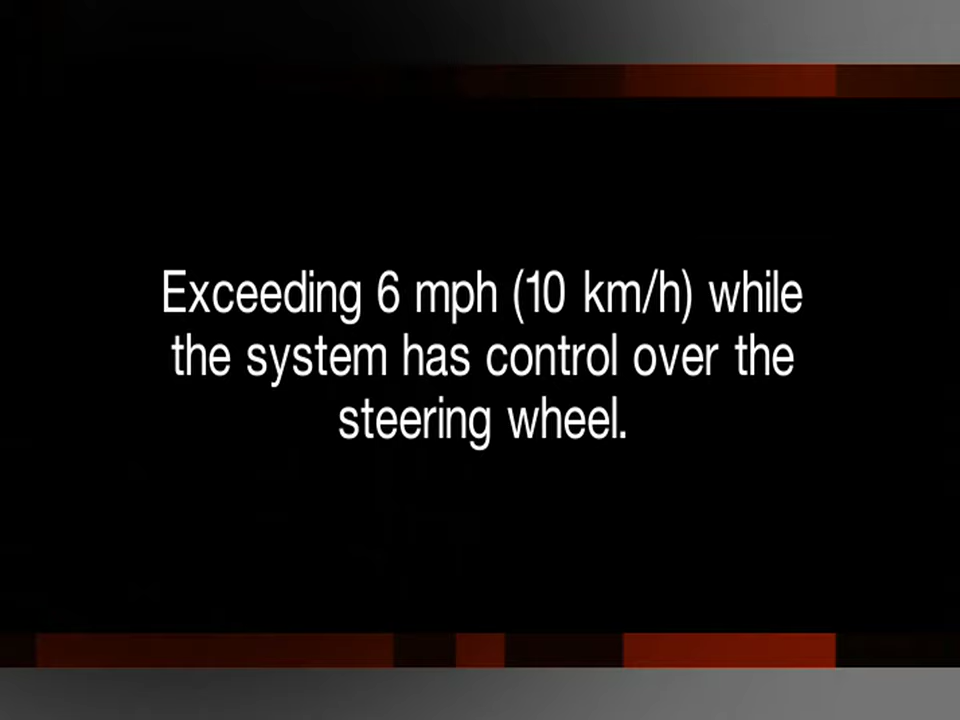 Exceeding 6 mph (10 km/h) while
the system has control over the
steering wheel.